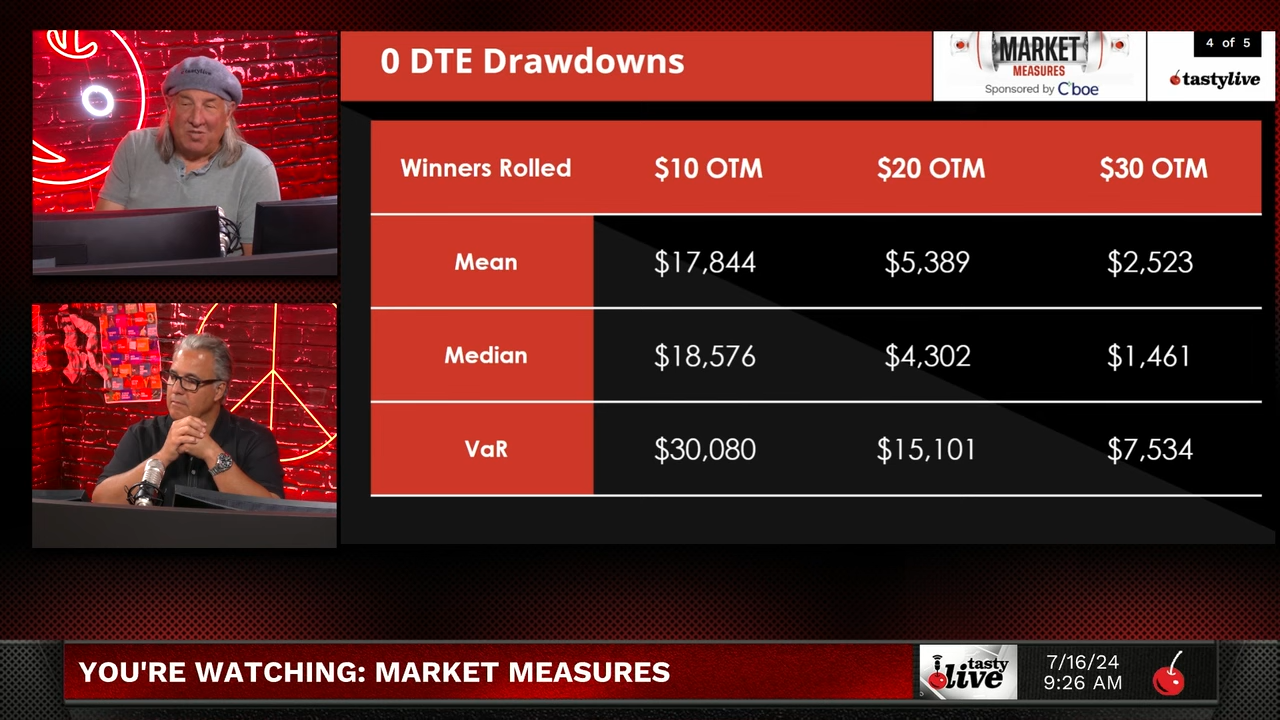 0 DTE Drawdowns
MARKET
MEASURES
Sponsored by Cboe
4 of 5
tastylive
Winners Rolled $10 OTM $20 OTM $30 OTM
Mean $17,844 $5,389 $2,523
Median $18,576 $4,302 $1,461
VaR $30,080 $15,101 $7,534
YOU'RE WATCHING: MARKET MEASURES
tasty
live
7/16/24
9:26 AM